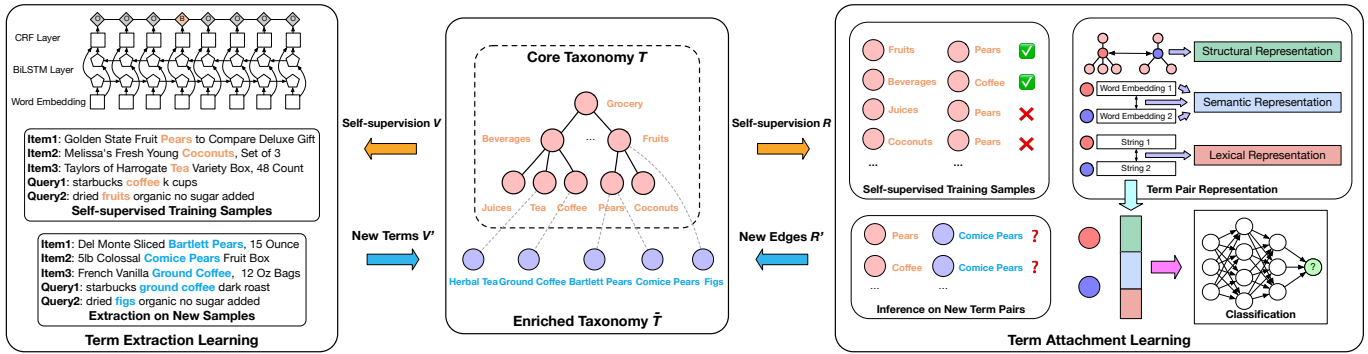 O O O B O O O O
CRF Layer
BiLSTM Layer
Word Embedding
Item1: Golden State Fruit Pears to Compare Deluxe Gift
Item2: Melissa's Fresh Young Coconuts, Set of 3
Item3: Taylors of Harrogate Tea Variety Box, 48 Count
Query1: starbucks coffee k cups
Query2: dried fruits organic no sugar added
Self-supervised Training Samples
Item1: Del Monte Sliced Bartlett Pears, 15 Ounce
Item2: 5lb Colossal Comice Pears Fruit Box
Item3: French Vanilla Ground Coffee, 12 Oz Bags
Query1: starbucks ground coffee dark roast
Query2: dried figs organic no sugar added
Extraction on New Samples
Term Extraction Learning
Self-supervision V
New Terms V'
Core Taxonomy T
Grocery
Beverages ... Fruits
Juices Tea Coffee Pears Coconuts
Herbal Tea Ground Coffee Bartlett Pears Comice Pears Figs
Enriched Taxonomy T̄
Self-supervision R
New Edges R'
Fruits Pears
Beverages Coffee
Juices Pears
Coconuts Pears
... ...
Self-supervised Training Samples
Structural Representation
Word Embedding 1
Semantic Representation
Word Embedding 2
String 1
Lexical Representation
String 2
Term Pair Representation
Pears Comice Pears ?
Coffee Comice Pears ?
... ...
Inference on New Term Pairs
?
Classification
Term Attachment Learning